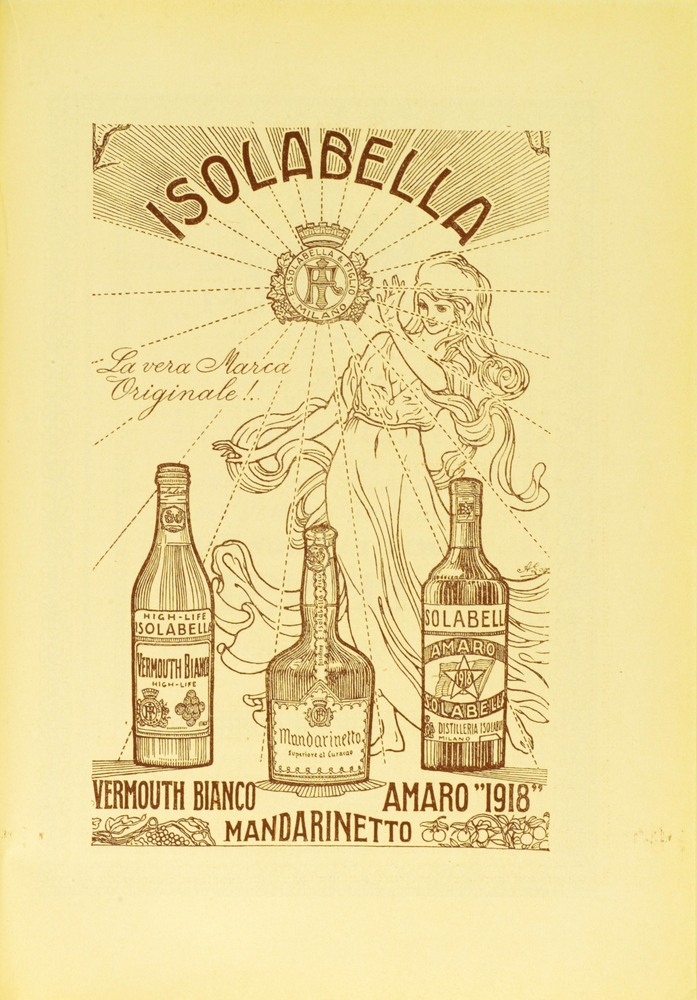 ISOLABELLA
E. ISOLABELLA & FIGLIO
MILANO
La vera Marca
Originale!
HIGH-LIFE
ISOLABELLA
VERMOUTH BIANCO
HIGH-LIFE
Mandarinetto
Superiore al Curaçao
SOLABELL
AMARO
1918
SOLABELL
DISTILLERIA ISOLAB
MILANO
VERMOUTH BIANCO
AMARO "1918"
MANDARINETTO